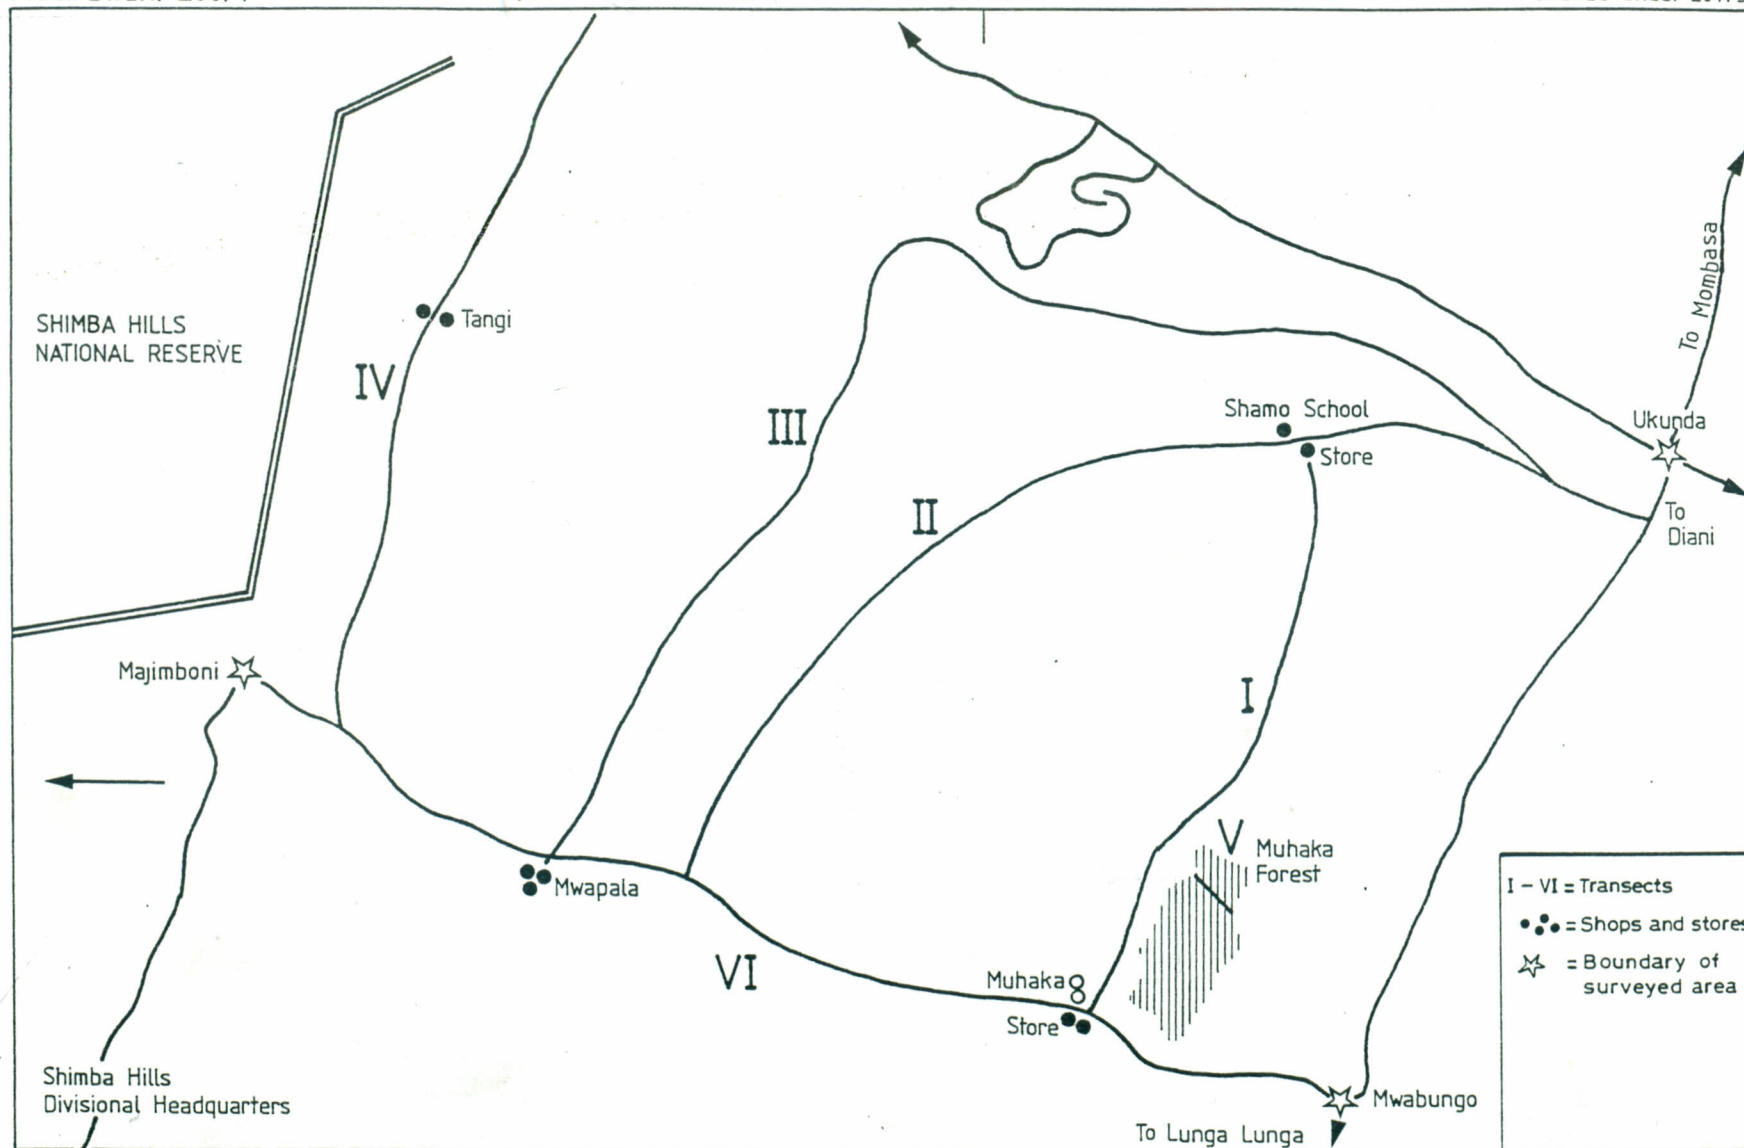 To Mombasa
SHIMBA HILLS
NATIONAL RESERVE
Tangi
IV
III
Shamo School
Store
Ukunda
II
To
Diani
Majimboni
I
V
Muhaka
Forest
Mwapala
VI
Muhaka
Store
I - VI = Transects
= Shops and stores
= Boundary of
surveyed area
Shimba Hills
Divisional Headquarters
Mwabungo
To Lunga Lunga